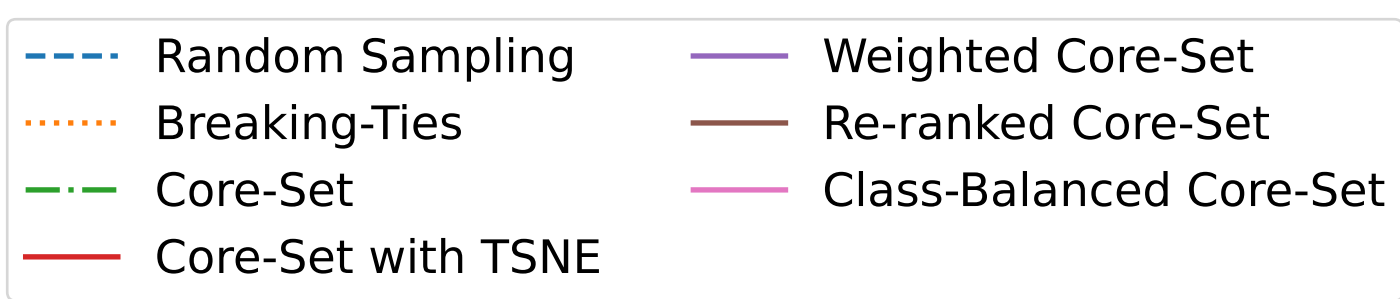 Random Sampling
Breaking-Ties
Core-Set
Core-Set with TSNE
Weighted Core-Set
Re-ranked Core-Set
Class-Balanced Core-Set